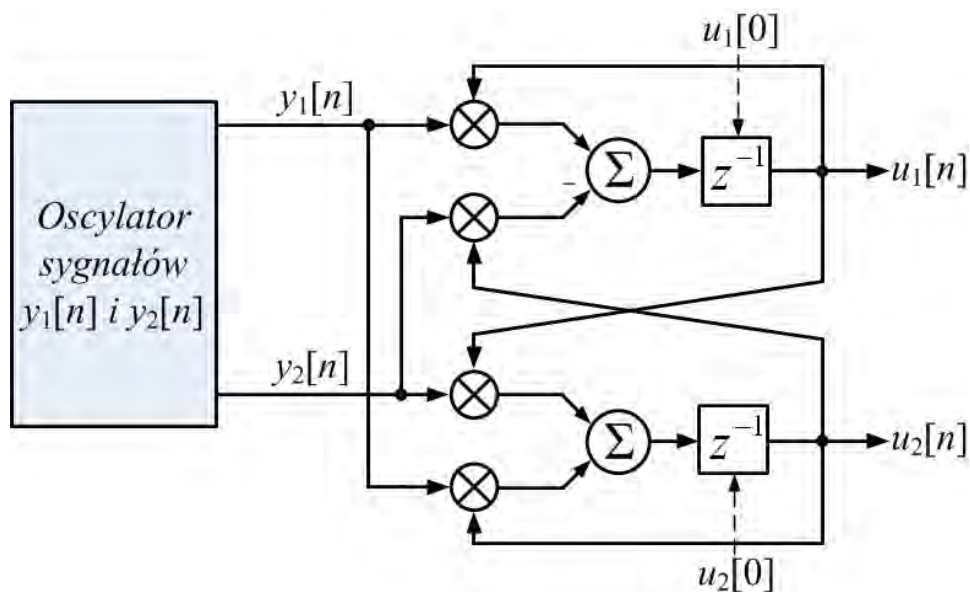 u₁[0]
y₁[n]
Σ
z⁻¹
u₁[n]
-
Oscylator
sygnałów
y₁[n] i y₂[n]
y₂[n]
Σ
z⁻¹
u₂[n]
u₂[0]